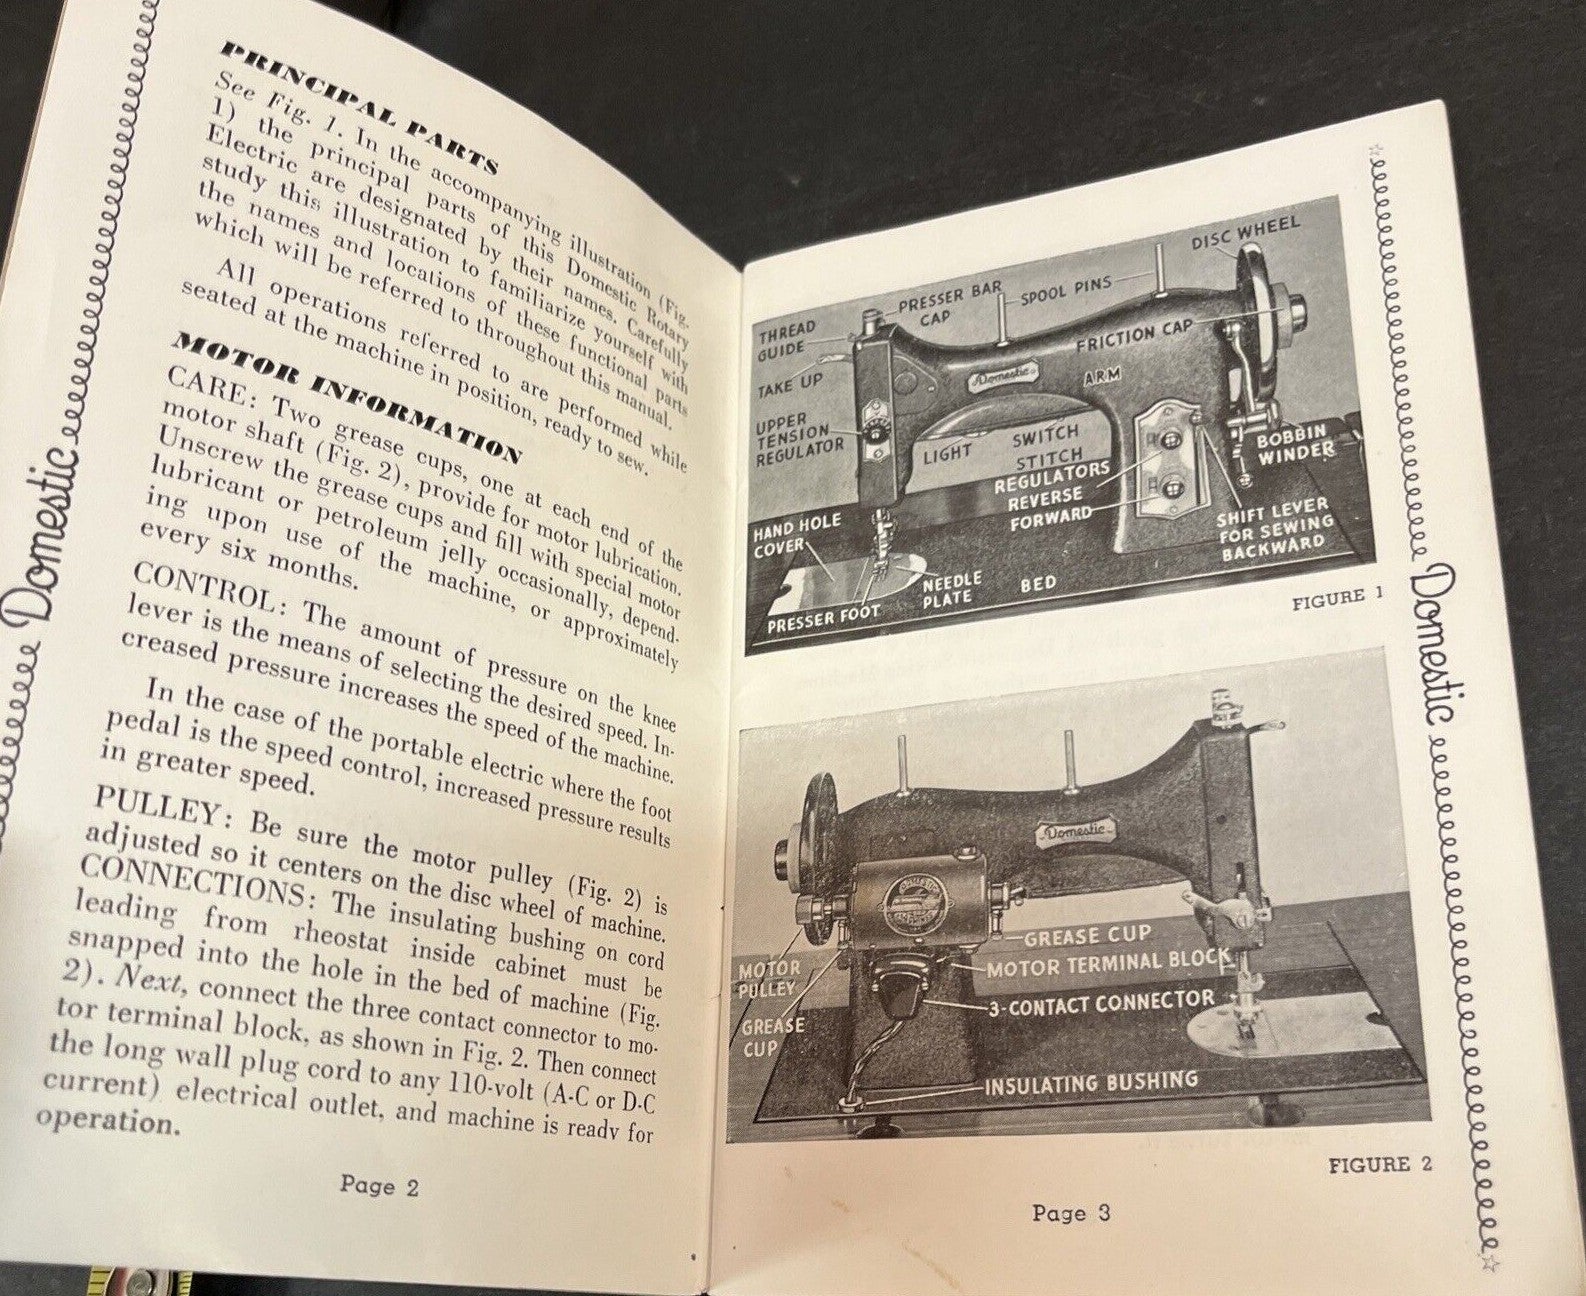 Domestic
PRINCIPAL PARTS
See Fig. 1. In the accompanying illustration (Fig.
1) the principal parts of this Domestic Rotary
Electric are designated by their names. Carefully
study this illustration to familiarize yourself with
the names and locations of these functional parts
which will be referred to throughout this manual.
All operations referred to are performed while
seated at the machine in position, ready to sew.
MOTOR INFORMATION
CARE: Two grease cups, one at each end of the
motor shaft (Fig. 2), provide for motor lubrication.
Unscrew the grease cups and fill with special motor
lubricant or petroleum jelly occasionally, depend-
ing upon use of the machine, or approximately
every six months.
CONTROL: The amount of pressure on the knee
lever is the means of selecting the desired speed. In-
creased pressure increases the speed of the machine.
In the case of the portable electric where the foot
pedal is the speed control, increased pressure results
in greater speed.
PULLEY: Be sure the motor pulley (Fig. 2) is
adjusted so it centers on the disc wheel of machine.
CONNECTIONS: The insulating bushing on cord
leading from rheostat inside cabinet must be
snapped into the hole in the bed of machine (Fig.
2). Next, connect the three contact connector to mo-
tor terminal block, as shown in Fig. 2. Then connect
the long wall plug cord to any 110-volt (A-C or D-C
current) electrical outlet, and machine is ready for
operation.
Page 2
DISC WHEEL
PRESSER BAR
CAP
SPOOL PINS
THREAD
GUIDE
FRICTION CAP
TAKE UP
Domestic
ARM
UPPER
TENSION
REGULATOR
LIGHT
SWITCH
STITCH
REGULATORS
REVERSE
FORWARD
BOBBIN
WINDER
HAND HOLE
COVER
SHIFT LEVER
FOR SEWING
BACKWARD
NEEDLE
PLATE
BED
PRESSER FOOT
FIGURE 1
Domestic
Domestic
GREASE CUP
MOTOR TERMINAL BLOCK
MOTOR
PULLEY
3-CONTACT CONNECTOR
GREASE
CUP
INSULATING BUSHING
FIGURE 2
Page 3